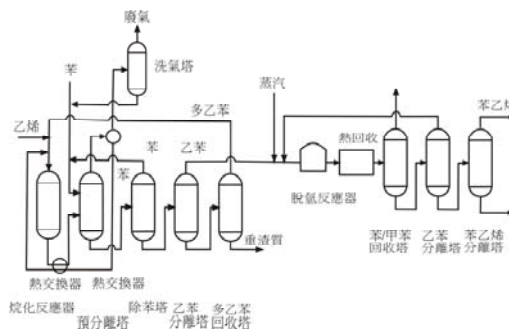 廢氣
洗氣塔
苯
蒸汽
多乙苯
苯乙烯
乙烯
苯
乙苯
熱回收
苯
脫氫反應器
重渣質
苯/甲苯
回收塔
乙苯
分離塔
苯乙烯
分離塔
熱交換器
熱交換器
烷化反應器
預分離塔
除苯塔
乙苯
分離塔
多乙苯
回收塔